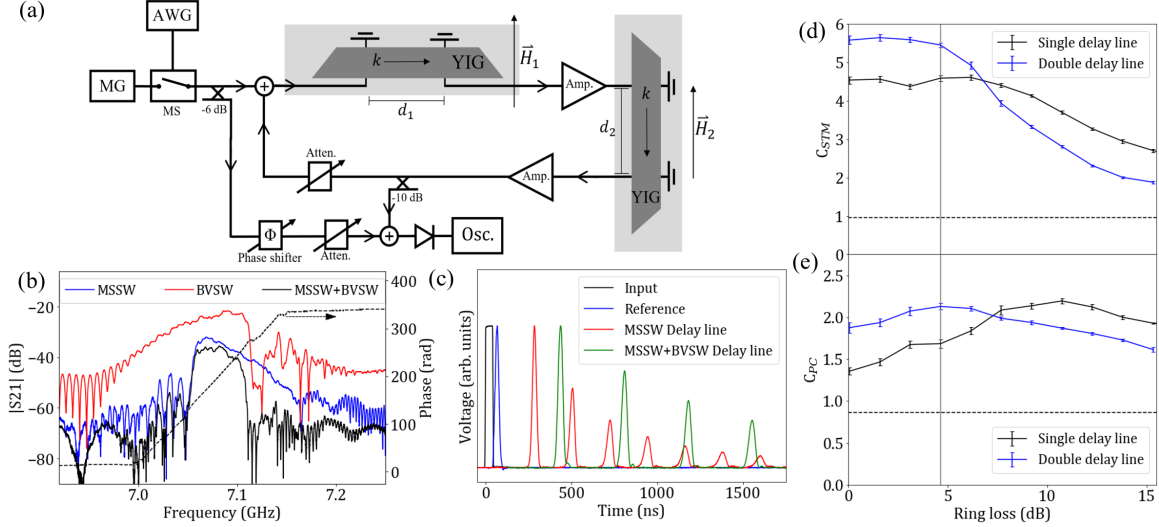 (a)
AWG
MG
MS
-6 dB
k
YIG
H₁
d₁
Amp.
d₂
k
H₂
YIG
Atten.
-10 dB
Amp.
Φ
Phase shifter
Atten.
Osc.
(b)
MSSW BVSW MSSW+BVSW
−20
−40
−60
−80
|S21| (dB)
400
300
200
100
0
Phase (rad)
7.0 7.1 7.2
Frequency (GHz)
(c)
Input
Reference
MSSW Delay line
MSSW+BVSW Delay line
Voltage (arb. units)
0 500 1000 1500
Time (ns)
(d)
Single delay line
Double delay line
6
5
4
3
2
1
0
C_STM
(e)
2.5
2.0
1.5
1.0
0.5
0.0
C_PC
Single delay line
Double delay line
0 5 10 15
Ring loss (dB)